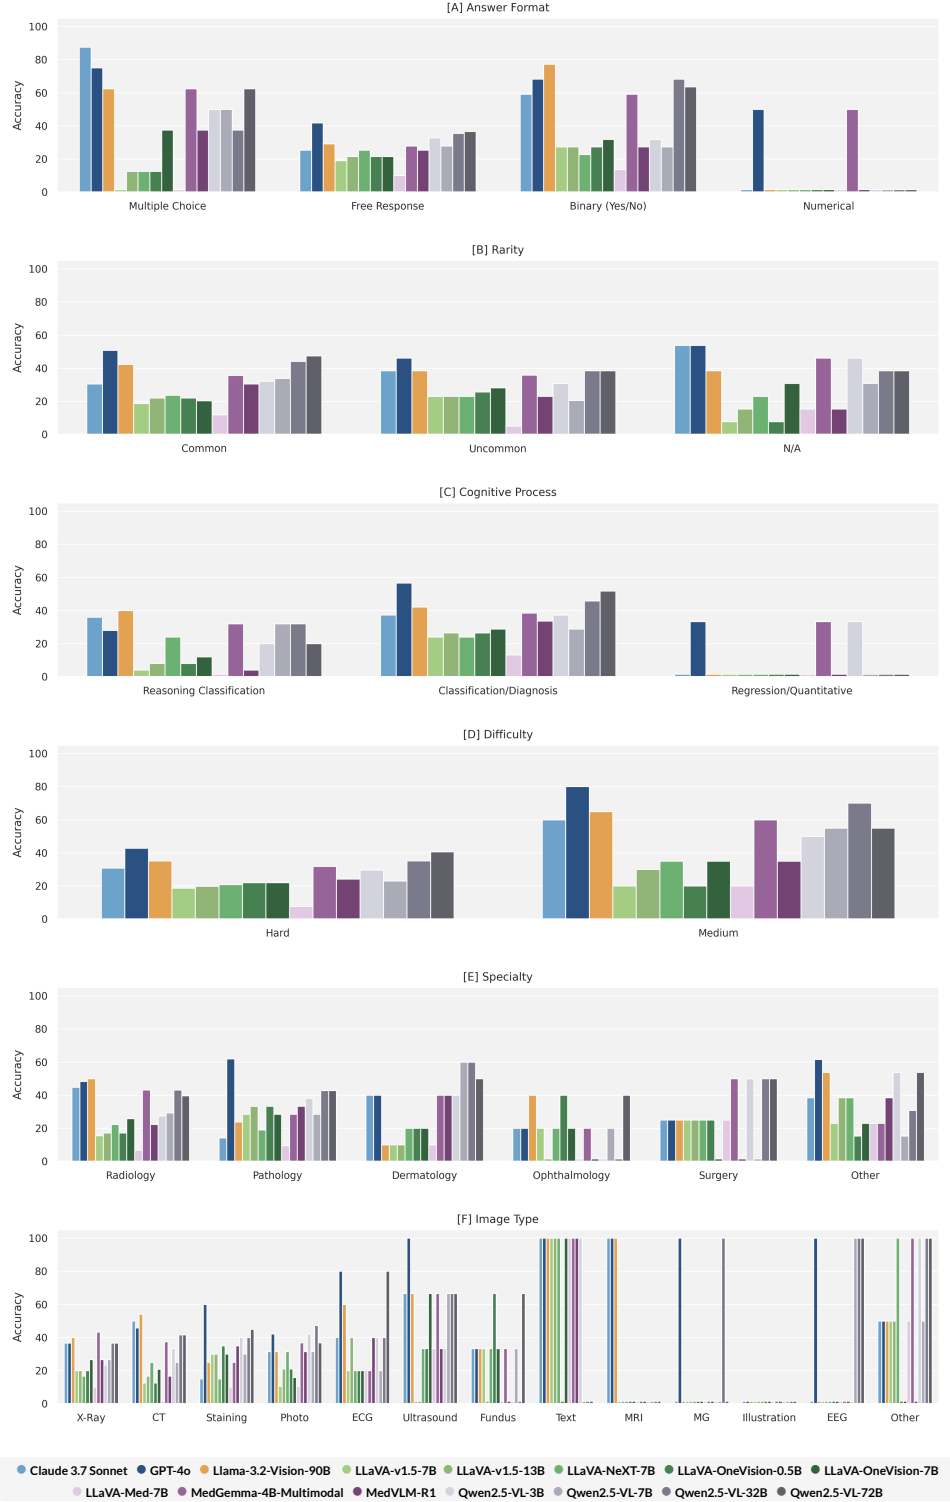 [A] Answer Format
100
80
60
40
20
0
Accuracy
Multiple Choice
Free Response
Binary (Yes/No)
Numerical
[B] Rarity
100
80
60
40
20
0
Accuracy
Common
Uncommon
N/A
[C] Cognitive Process
100
80
60
40
20
0
Accuracy
Reasoning Classification
Classification/Diagnosis
Regression/Quantitative
[D] Difficulty
100
80
60
40
20
0
Accuracy
Hard
Medium
[E] Specialty
100
80
60
40
20
0
Accuracy
Radiology
Pathology
Dermatology
Ophthalmology
Surgery
Other
[F] Image Type
100
80
60
40
20
0
Accuracy
X-Ray
CT
Staining
Photo
ECG
Ultrasound
Fundus
Text
MRI
MG
Illustration
EEG
Other
Claude 3.7 Sonnet GPT-4o Llama-3.2-Vision-90B LLaVA-v1.5-7B LLaVA-v1.5-13B LLaVA-NeXT-7B LLaVA-OneVision-0.5B LLaVA-OneVision-7B
LLaVA-Med-7B MedGemma-4B-Multimodal MedVLM-R1 Qwen2.5-VL-3B Qwen2.5-VL-7B Qwen2.5-VL-32B Qwen2.5-VL-72B